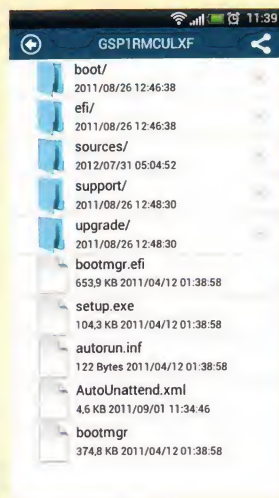 11:39
GSP1RMCULXF
boot/
2011/08/26 12:46:38
efi/
2011/08/26 12:46:38
sources/
2012/07/31 05:04:52
support/
2011/08/26 12:48:30
upgrade/
2011/08/26 12:48:30
bootmgr.efi
653,9 KB 2011/04/12 01:38:58
setup.exe
104,3 KB 2011/04/12 01:38:58
autorun.inf
122 Bytes 2011/04/12 01:38:58
AutoUnattend.xml
4,6 KB 2011/09/01 11:34:46
bootmgr
374,8 KB 2011/04/12 01:38:58